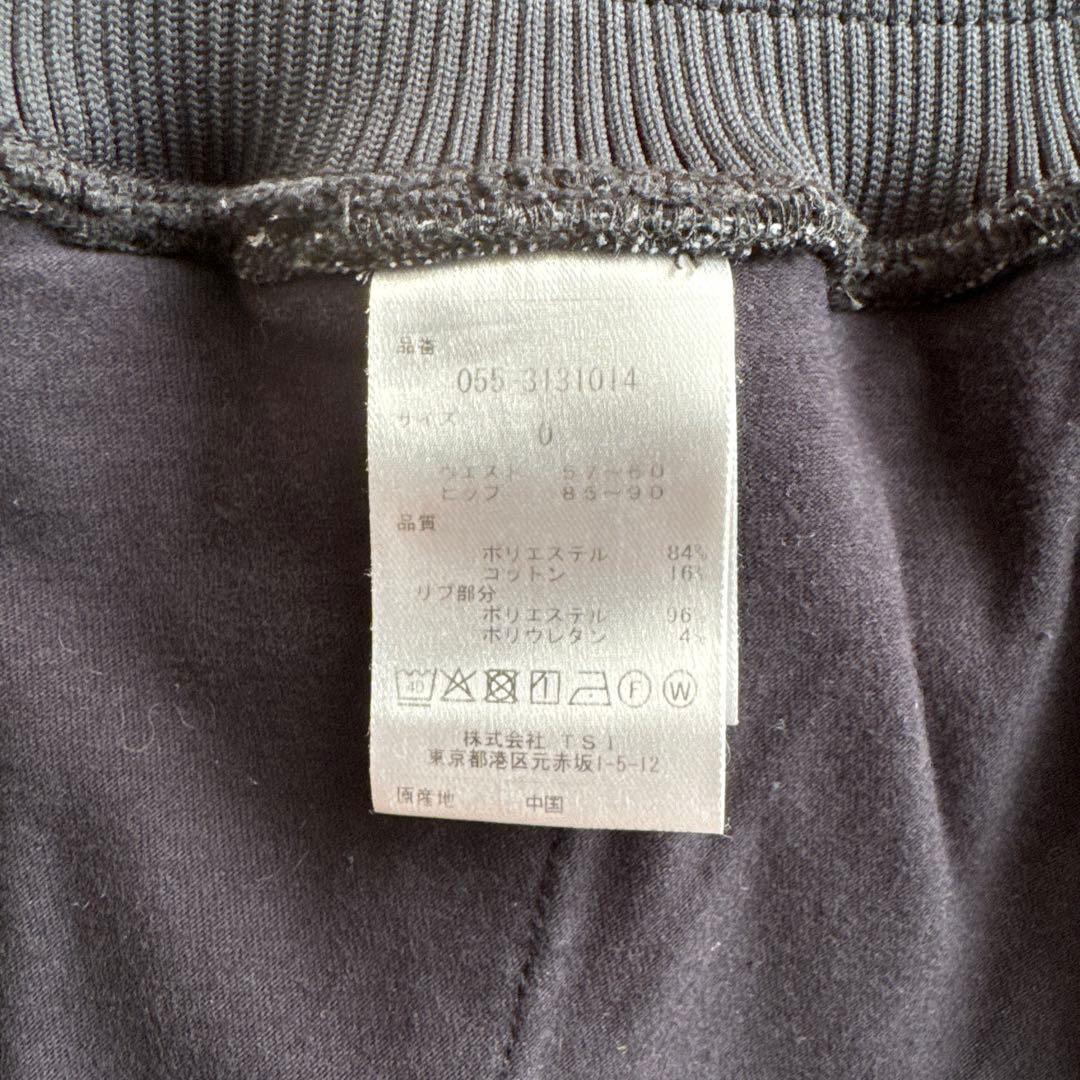 品番
055-3131014
サイズ
0
ウエスト 57~60
ヒップ 85~90
品質
ポリエステル 84%
コットン 16%
リブ部分
ポリエステル 96
ポリウレタン 4%
40
F W
株式会社 TSI
東京都港区元赤坂1-5-12
原産地 中国